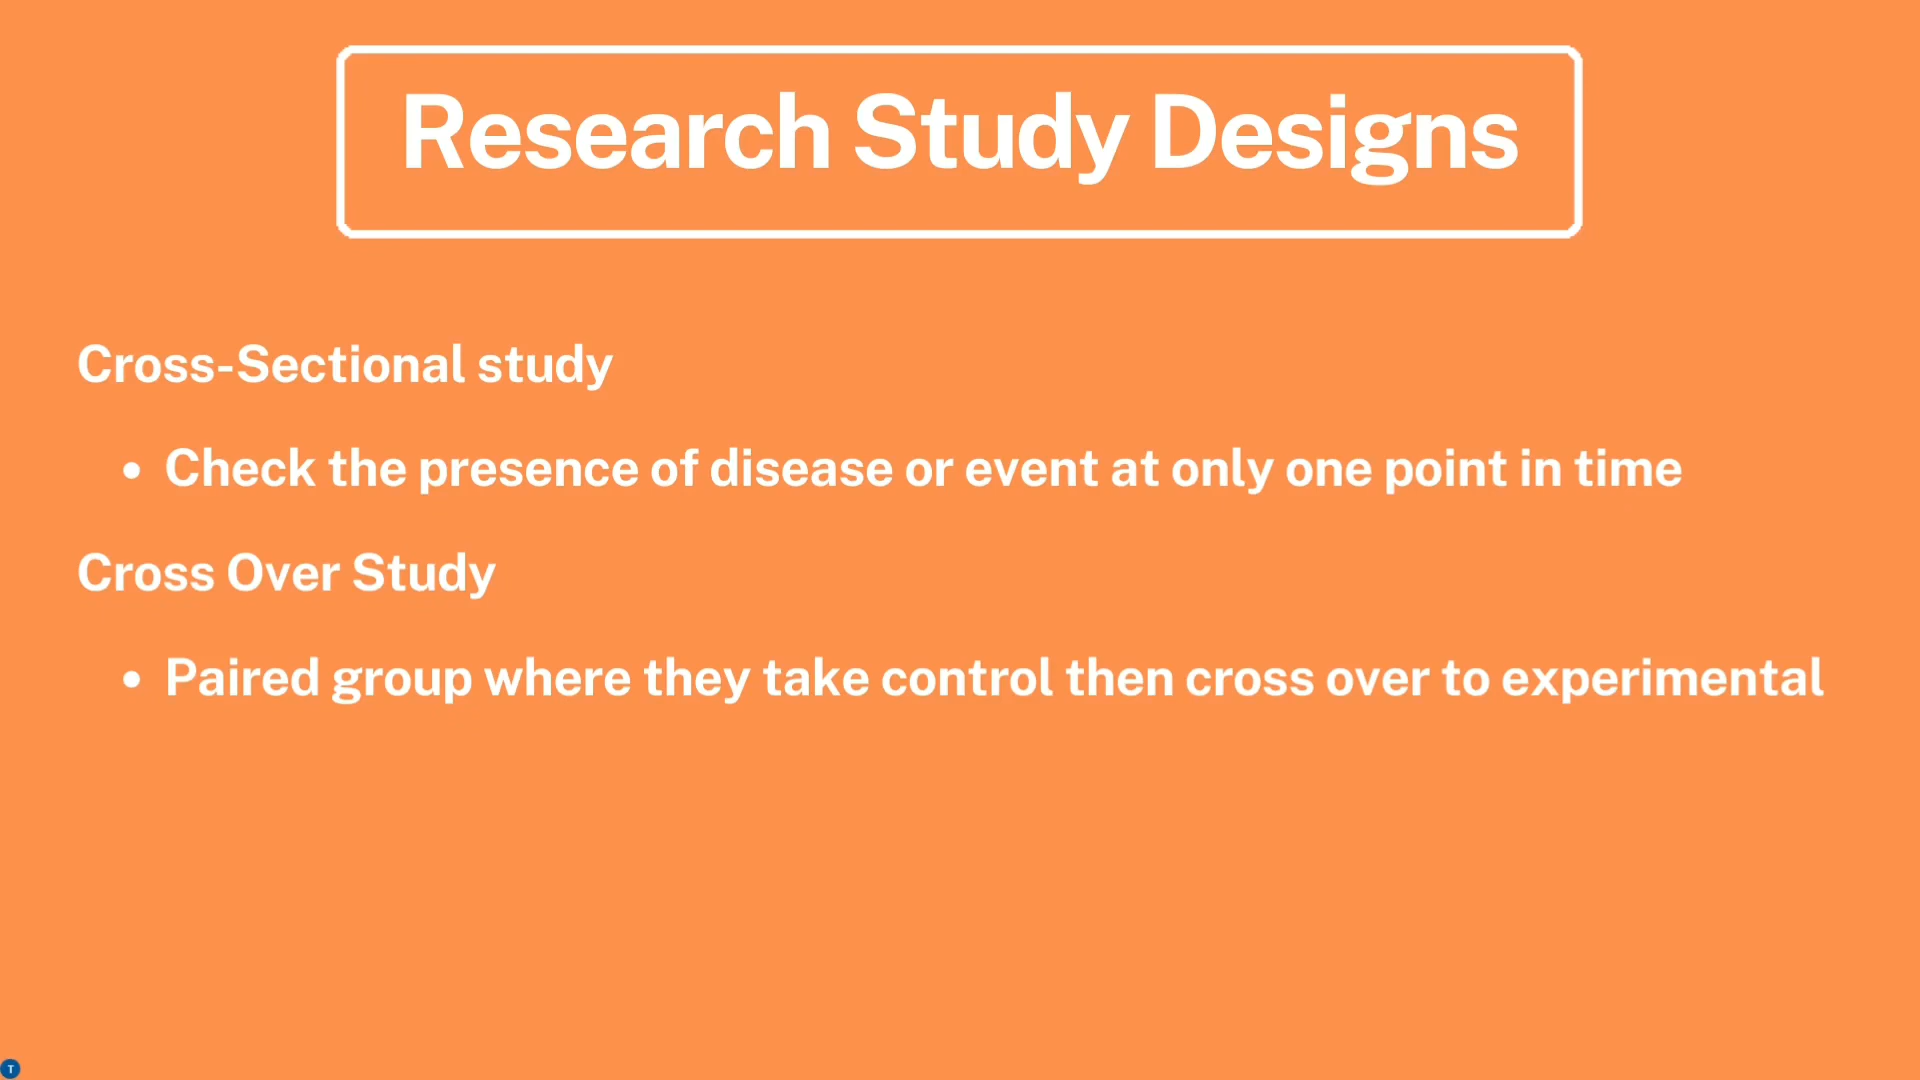 Research Study Designs
Cross-Sectional study
• Check the presence of disease or event at only one point in time
Cross Over Study
• Paired group where they take control then cross over to experimental
T